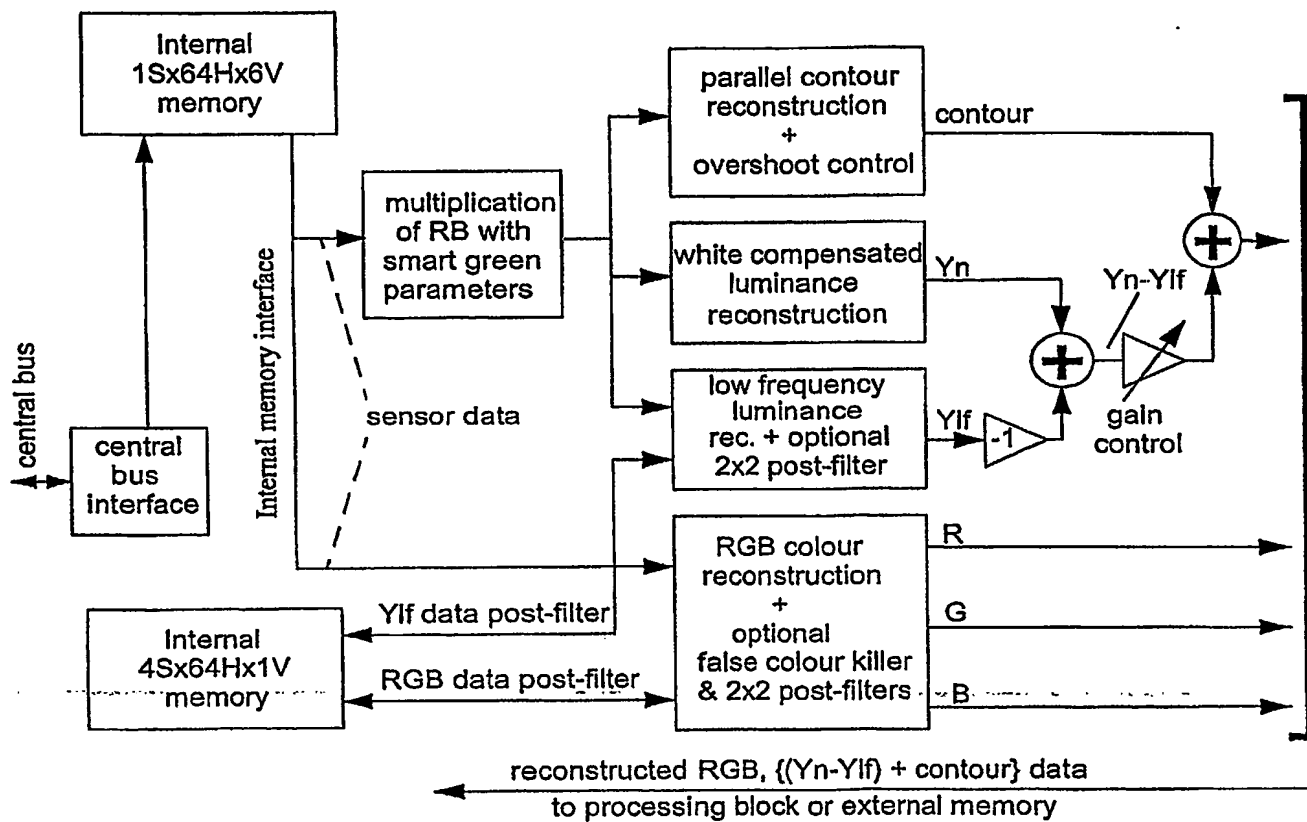 Internal
1Sx64Hx6V
memory
parallel contour
reconstruction
+
overshoot control
contour
multiplication
of RB with
smart green
parameters
white compensated
luminance
reconstruction
Yn
Yn-Ylf
+
+
gain
control
low frequency
luminance
rec. + optional
2x2 post-filter
Ylf
-1
Internal memory interface
sensor data
central bus
central
bus
interface
RGB colour
reconstruction
+
optional
false colour killer
& 2x2 post-filters
R
G
B
Ylf data post-filter
RGB data post-filter
Internal
4Sx64Hx1V
memory
reconstructed RGB, {(Yn-Ylf) + contour} data
to processing block or external memory